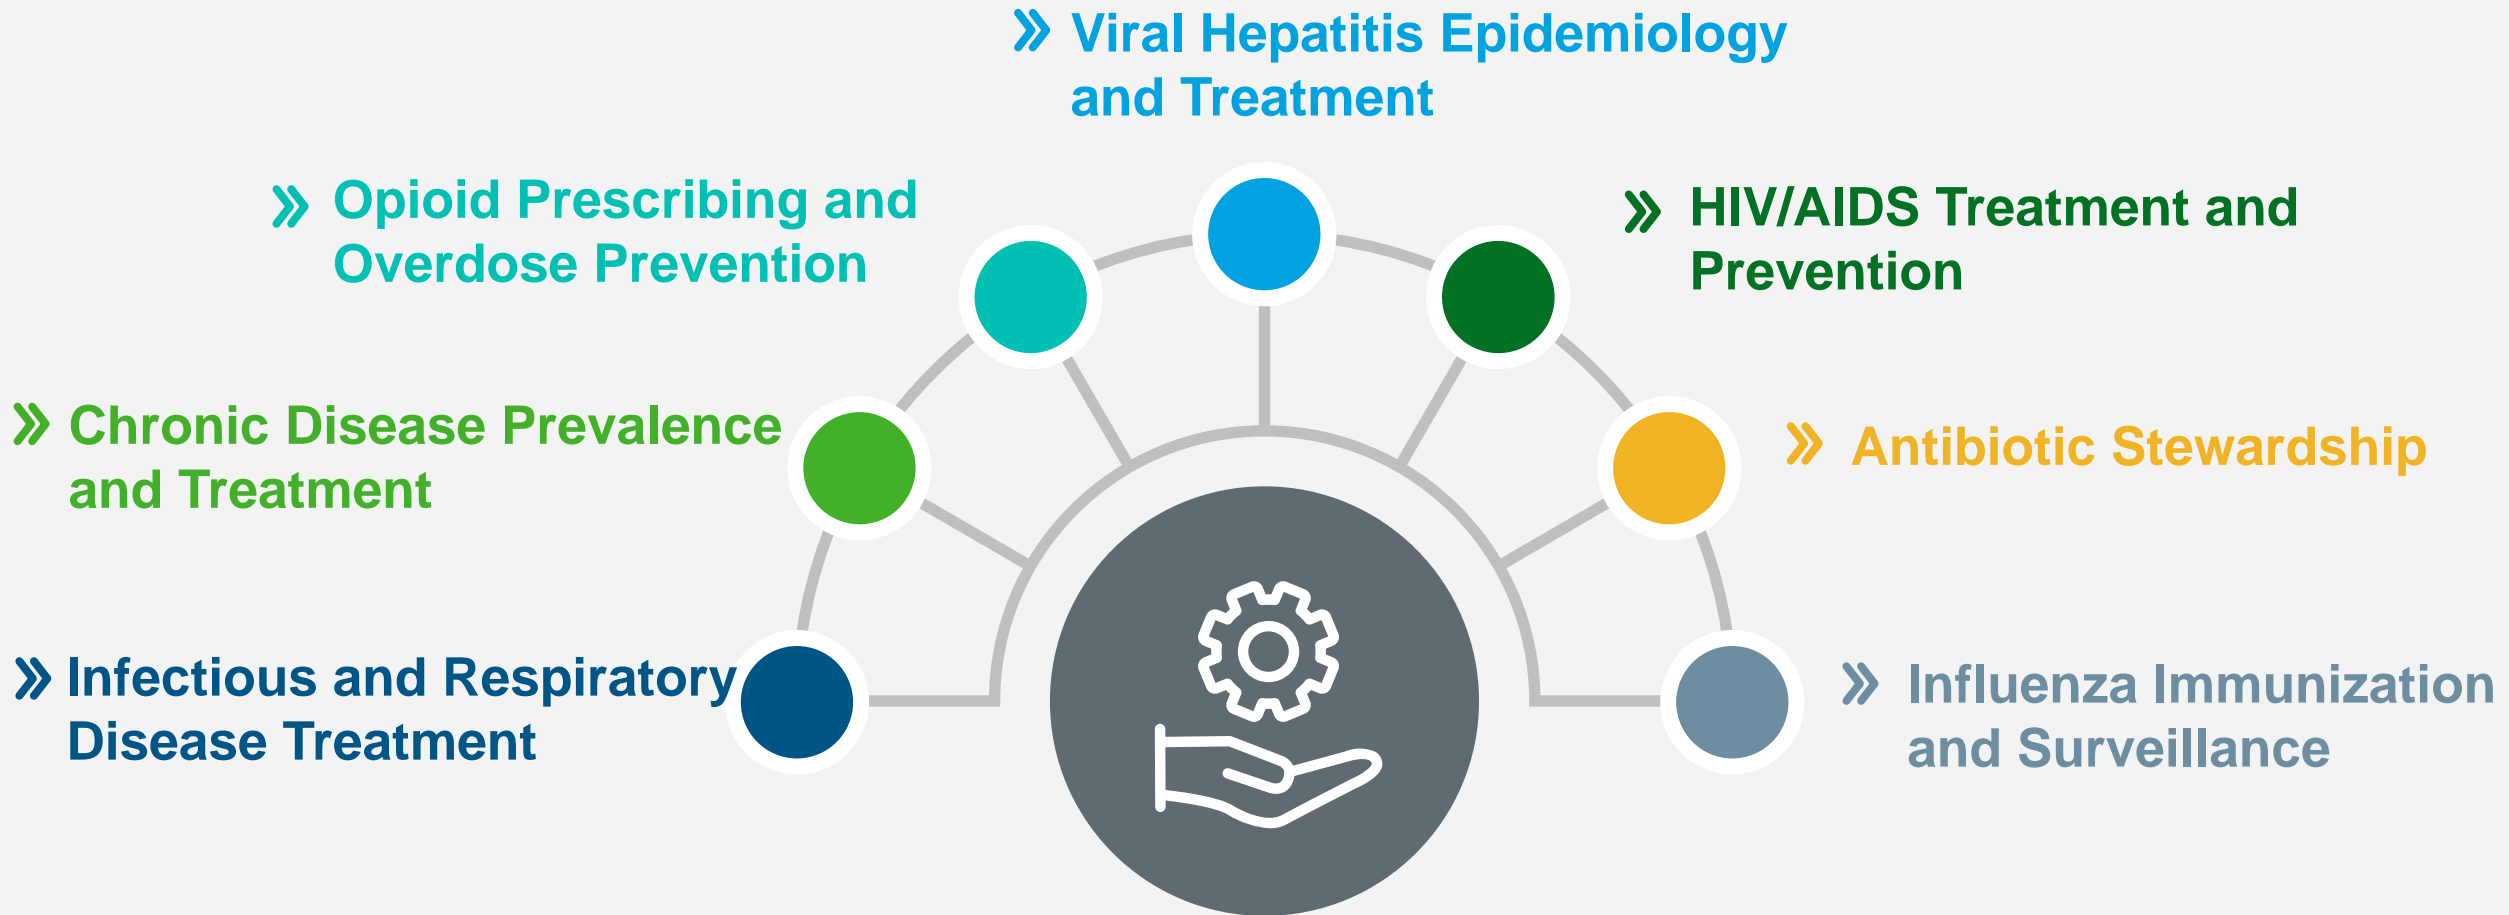 Viral Hepatitis Epidemiology
and Treatment
Opioid Prescribing and
Overdose Prevention
HIV/AIDS Treatment and
Prevention
Chronic Disease Prevalence
and Treatment
Antibiotic Stewardship
Infectious and Respiratory
Disease Treatment
Influenza Immunization
and Surveillance